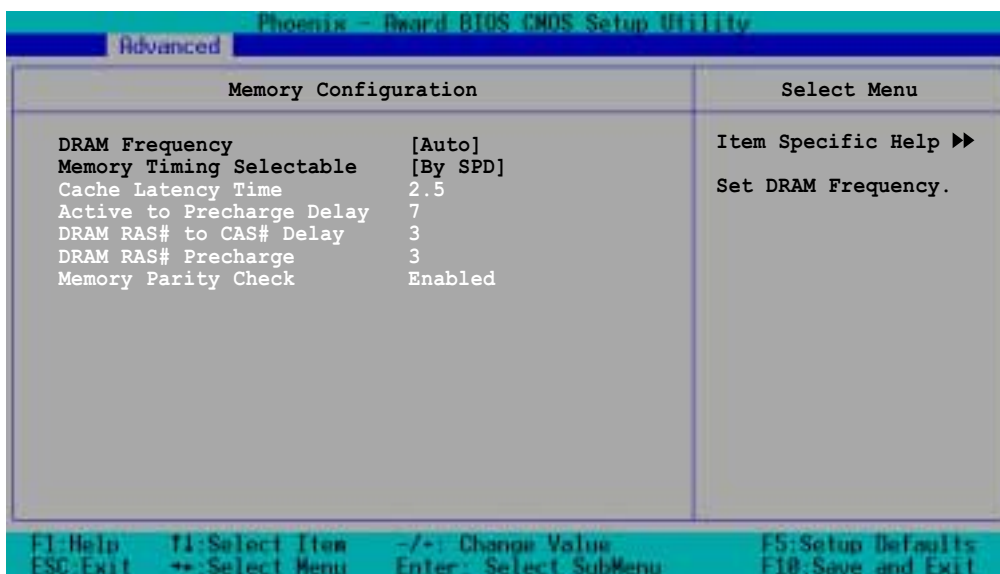 Phoenix - Award BIOS CMOS Setup Utility
Advanced
Memory Configuration
Select Menu
DRAM Frequency [Auto]
Memory Timing Selectable [By SPD]
Cache Latency Time 2.5
Active to Precharge Delay 7
DRAM RAS# to CAS# Delay 3
DRAM RAS# Precharge 3
Memory Parity Check Enabled
Item Specific Help ▶▶
Set DRAM Frequency.
F1:Help ↑↓:Select Item -/+: Change Value F5:Setup Defaults
ESC:Exit ←→:Select Menu Enter: Select SubMenu F10:Save and Exit